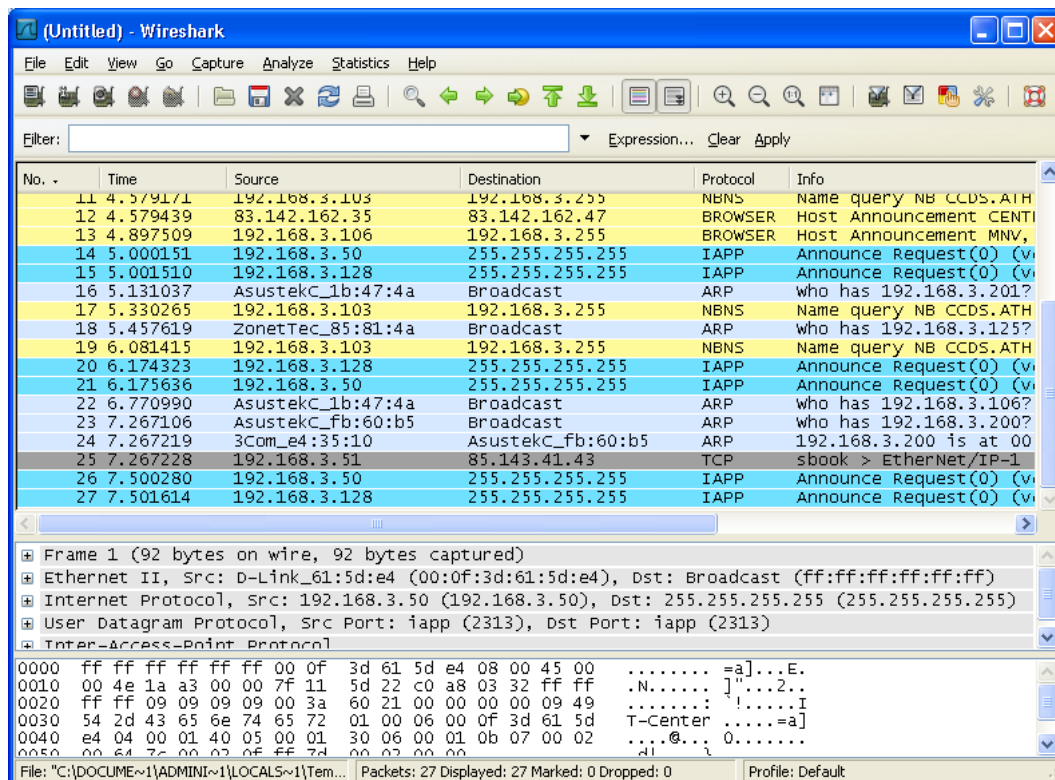 (Untitled) - Wireshark
File Edit View Go Capture Analyze Statistics Help
Filter: Expression... Clear Apply
No. Time Source Destination Protocol Info
11 4.579171 192.168.3.103 192.168.3.255 NBNS Name query NB CCDS.ATH
12 4.579439 83.142.162.35 83.142.162.47 BROWSER Host Announcement CENT
13 4.897509 192.168.3.106 192.168.3.255 BROWSER Host Announcement MNV,
14 5.000151 192.168.3.50 255.255.255.255 IAPP Announce Request(0) (v
15 5.001510 192.168.3.128 255.255.255.255 IAPP Announce Request(0) (v
16 5.131037 AsustekC_1b:47:4a Broadcast ARP who has 192.168.3.201?
17 5.330265 192.168.3.103 192.168.3.255 NBNS Name query NB CCDS.ATH
18 5.457619 ZonetTec_85:81:4a Broadcast ARP who has 192.168.3.125?
19 6.081415 192.168.3.103 192.168.3.255 NBNS Name query NB CCDS.ATH
20 6.174323 192.168.3.128 255.255.255.255 IAPP Announce Request(0) (v
21 6.175636 192.168.3.50 255.255.255.255 IAPP Announce Request(0) (v
22 6.770990 AsustekC_1b:47:4a Broadcast ARP who has 192.168.3.106?
23 7.267106 AsustekC_fb:60:b5 Broadcast ARP who has 192.168.3.200?
24 7.267219 3Com_e4:35:10 AsustekC_fb:60:b5 ARP 192.168.3.200 is at 00
25 7.267228 192.168.3.51 85.143.41.43 TCP sbook > EtherNet/IP-1
26 7.500280 192.168.3.50 255.255.255.255 IAPP Announce Request(0) (v
27 7.501614 192.168.3.128 255.255.255.255 IAPP Announce Request(0) (v
Frame 1 (92 bytes on wire, 92 bytes captured)
Ethernet II, Src: D-Link_61:5d:e4 (00:0f:3d:61:5d:e4), Dst: Broadcast (ff:ff:ff:ff:ff:ff)
Internet Protocol, Src: 192.168.3.50 (192.168.3.50), Dst: 255.255.255.255 (255.255.255.255)
User Datagram Protocol, Src Port: iapp (2313), Dst Port: iapp (2313)
Inter-Access-Point Protocol
0000 ff ff ff ff ff ff 00 0f 3d 61 5d e4 08 00 45 00 ........ =a]...E.
0010 00 4e 1a a3 00 00 7f 11 5d 22 c0 a8 03 32 ff ff .N...... ]"...2..
0020 ff ff 09 09 09 09 00 3a 60 21 00 00 00 00 09 49 .......: `!.....I
0030 54 2d 43 65 6e 74 65 72 01 00 06 00 0f 3d 61 5d T-Center .....=a]
0040 e4 04 00 01 40 05 00 01 30 06 00 01 0b 07 00 02 ....@... 0.......
0050 00 64 7c 00 02 0f ff 7d 00 02 00 00
File: "C:\DOCUME~1\ADMINI~1\LOCALS~1\Tem... Packets: 27 Displayed: 27 Marked: 0 Dropped: 0 Profile: Default